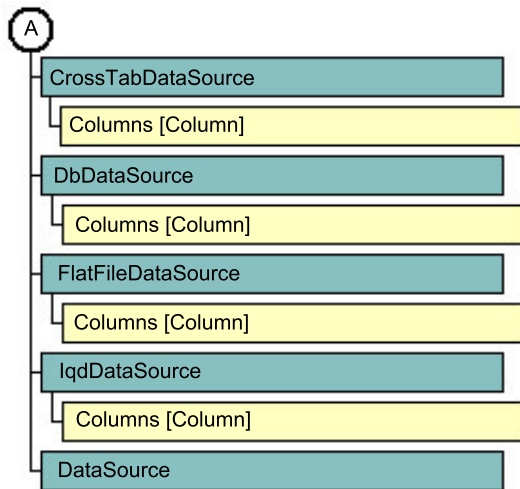 A
CrossTabDataSource
Columns [Column]
DbDataSource
Columns [Column]
FlatFileDataSource
Columns [Column]
IqdDataSource
Columns [Column]
DataSource